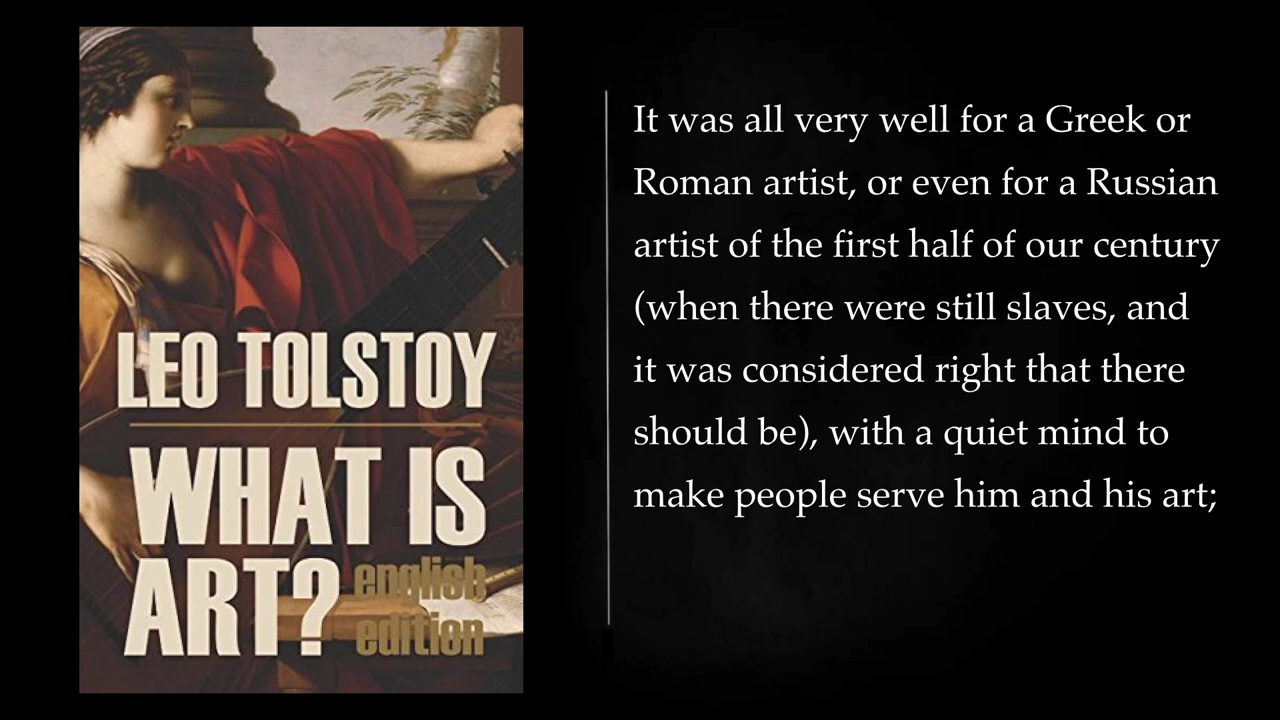 LEO TOLSTOY
WHAT IS
ART?
english
edition
It was all very well for a Greek or
Roman artist, or even for a Russian
artist of the first half of our century
(when there were still slaves, and
it was considered right that there
should be), with a quiet mind to
make people serve him and his art;